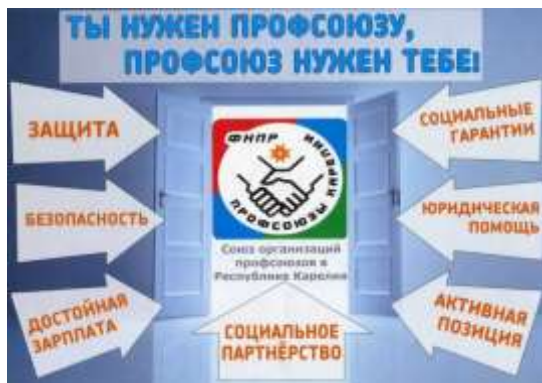 ТЫ НУЖЕН ПРОФСОЮЗУ,
ПРОФСОЮЗ НУЖЕН ТЕБЕ!
ЗАЩИТА
СОЦИАЛЬНЫЕ
ГАРАНТИИ
ФНПР
ПРОФСОЮЗЫ КАРЕЛИИ
БЕЗОПАСНОСТЬ
ЮРИДИЧЕСКАЯ
ПОМОЩЬ
Союз организаций
профсоюзов в
Республике Карелия
ДОСТОЙНАЯ
ЗАРПЛАТА
СОЦИАЛЬНОЕ
ПАРТНЁРСТВО
АКТИВНАЯ
ПОЗИЦИЯ